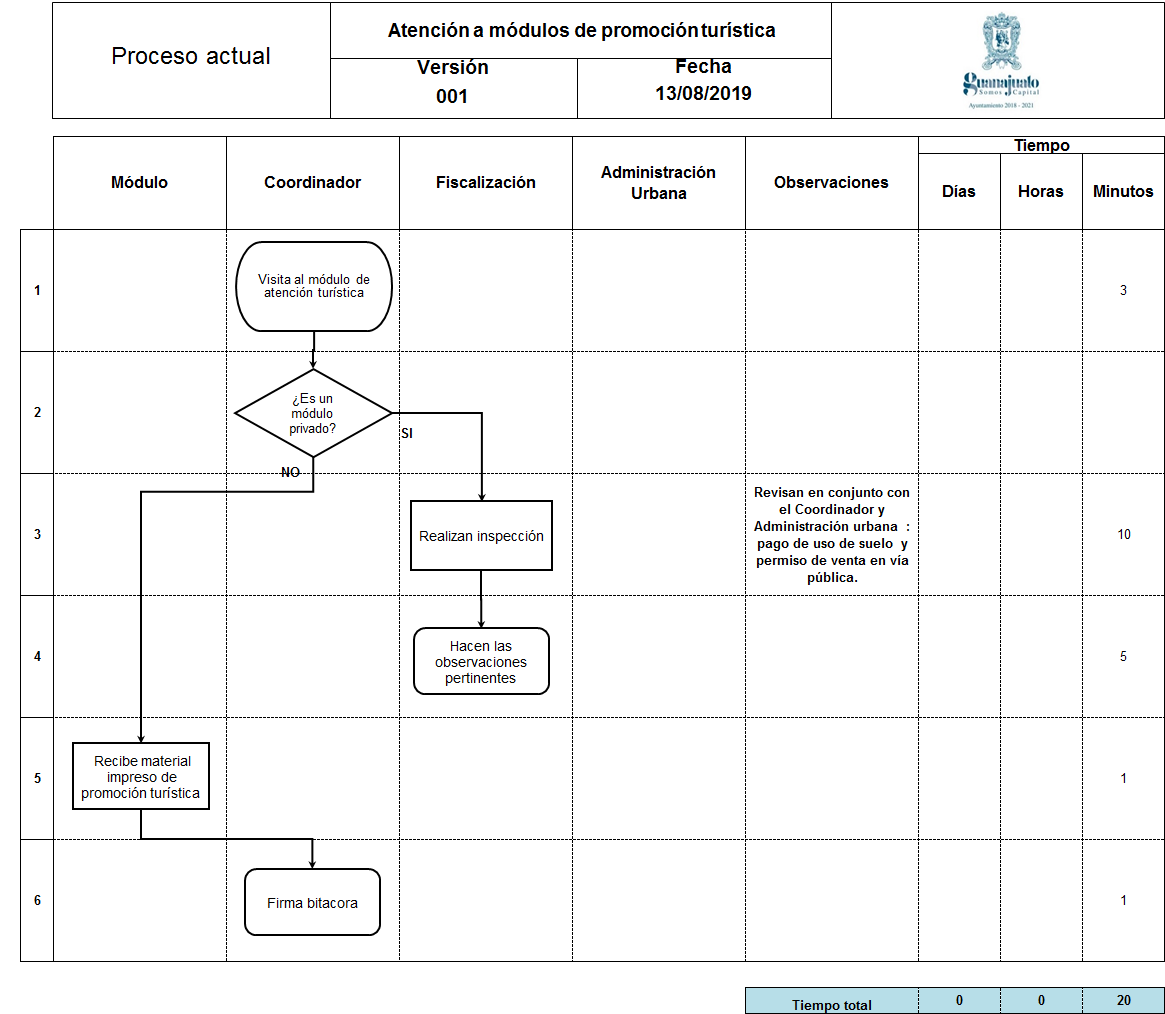 Proceso actual
Atención a módulos de promoción turística
Versión
001
Fecha
13/08/2019
Guanajuato
Somos Capital
Ayuntamiento 2018 - 2021
Módulo
Coordinador
Fiscalización
Administración
Urbana
Observaciones
Tiempo
Días
Horas
Minutos
1
Visita al módulo de
atención turística
3
2
¿Es un
módulo
privado?
SI
NO
3
Realizan inspección
Revisan en conjunto con
el Coordinador y
Administración urbana :
pago de uso de suelo y
permiso de venta en vía
pública.
10
4
Hacen las
observaciones
pertinentes
5
5
Recibe material
impreso de
promoción turística
1
6
Firma bitacora
1
Tiempo total
0
0
20